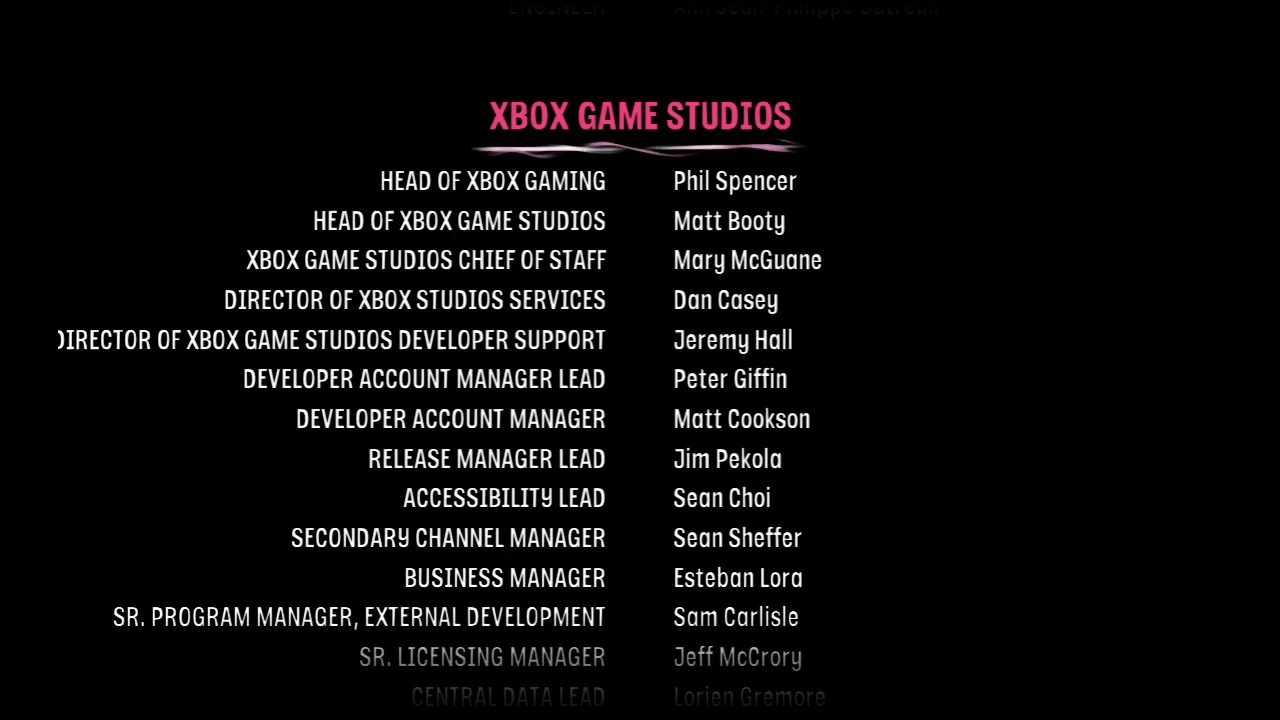 XBOX GAME STUDIOS
HEAD OF XBOX GAMING Phil Spencer
HEAD OF XBOX GAME STUDIOS Matt Booty
XBOX GAME STUDIOS CHIEF OF STAFF Mary McGuane
DIRECTOR OF XBOX STUDIOS SERVICES Dan Casey
DIRECTOR OF XBOX GAME STUDIOS DEVELOPER SUPPORT Jeremy Hall
DEVELOPER ACCOUNT MANAGER LEAD Peter Giffin
DEVELOPER ACCOUNT MANAGER Matt Cookson
RELEASE MANAGER LEAD Jim Pekola
ACCESSIBILITY LEAD Sean Choi
SECONDARY CHANNEL MANAGER Sean Sheffer
BUSINESS MANAGER Esteban Lora
SR. PROGRAM MANAGER, EXTERNAL DEVELOPMENT Sam Carlisle
SR. LICENSING MANAGER Jeff McCrory
CENTRAL DATA LEAD Lorien Gremore